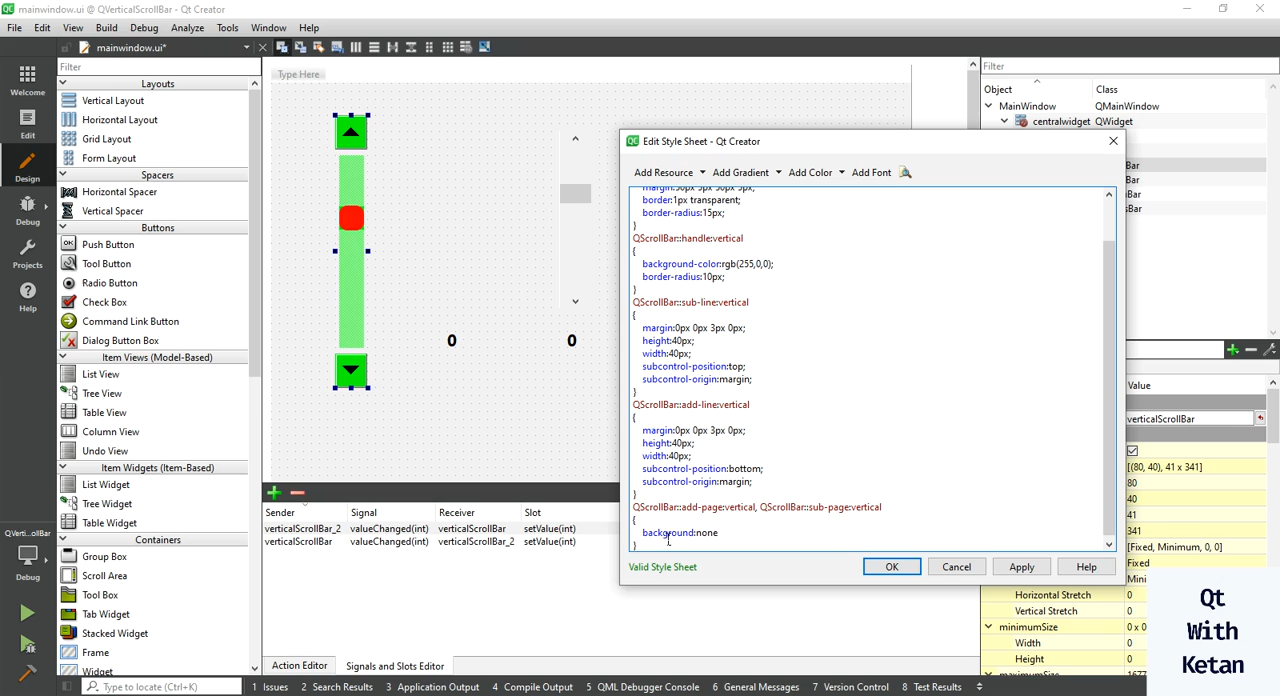 mainwindow.ui @ QVerticalScrollBar - Qt Creator
File Edit View Build Debug Analyze Tools Window Help
mainwindow.ui*
Filter
Layouts
Vertical Layout
Horizontal Layout
Grid Layout
Form Layout
Spacers
Horizontal Spacer
Vertical Spacer
Buttons
Push Button
Tool Button
Radio Button
Check Box
Command Link Button
Dialog Button Box
Item Views (Model-Based)
List View
Tree View
Table View
Column View
Undo View
Item Widgets (Item-Based)
List Widget
Tree Widget
Table Widget
Containers
Group Box
Scroll Area
Tool Box
Tab Widget
Stacked Widget
Frame
Widget
Welcome
Edit
Design
Debug
Projects
Help
QVerti...ollBar
Debug
Type Here
0 0
Sender Signal Receiver Slot
verticalScrollBar_2 valueChanged(int) verticalScrollBar setValue(int)
verticalScrollBar valueChanged(int) verticalScrollBar_2 setValue(int)
Action Editor Signals and Slots Editor
Edit Style Sheet - Qt Creator
Add Resource Add Gradient Add Color Add Font
border:1px transparent;
border-radius:15px;
}
QScrollBar::handle:vertical
{
background-color:rgb(255,0,0);
border-radius:10px;
}
QScrollBar::sub-line:vertical
{
margin:0px 0px 3px 0px;
height:40px;
width:40px;
subcontrol-position:top;
subcontrol-origin:margin;
}
QScrollBar::add-line:vertical
{
margin:0px 0px 3px 0px;
height:40px;
width:40px;
subcontrol-position:bottom;
subcontrol-origin:margin;
}
QScrollBar::add-page:vertical, QScrollBar::sub-page:vertical
{
background:none
}
Valid Style Sheet
OK Cancel Apply Help
Filter
Object Class
MainWindow QMainWindow
centralwidget QWidget
Bar
Bar
Bar
sBar
Value
verticalScrollBar
[(80, 40), 41 x 341]
80
40
41
341
[Fixed, Minimum, 0, 0]
Fixed
Mini
Horizontal Stretch 0
Vertical Stretch 0
minimumSize 0 x 0
Width 0
Height 0
Qt
With
Ketan
Type to locate (Ctrl+K)
1 Issues 2 Search Results 3 Application Output 4 Compile Output 5 QML Debugger Console 6 General Messages 7 Version Control 8 Test Results